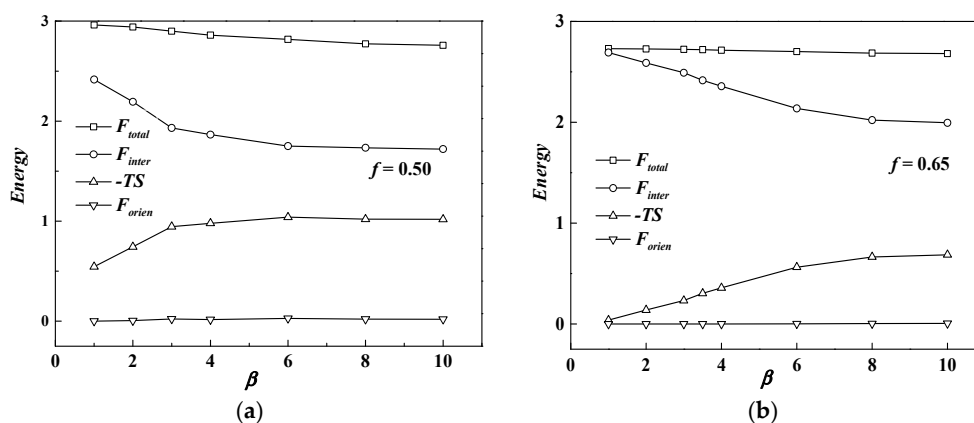 3
2
1
0
Energy
F_total
F_inter
-TS
F_orien
f = 0.50
0 2 4 6 8 10
β
(a)
3
2
1
0
Energy
F_total
F_inter
-TS
F_orien
f = 0.65
0 2 4 6 8 10
β
(b)